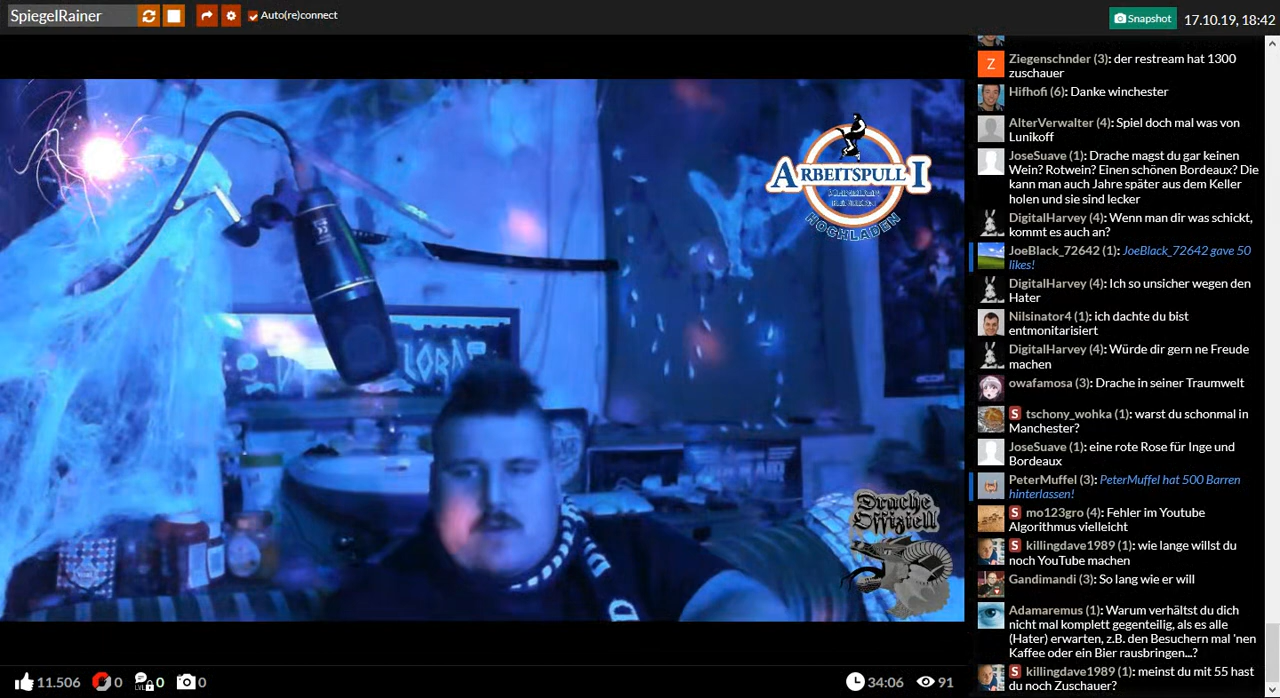 SpiegelRainer
Auto(re)connect
Snapshot
17.10.19, 18:42
ARBEITSPULLI
HOCHLADEN
Drache
Offiziell
Z
Ziegenschnder (3): der restream hat 1300
zuschauer
Hifhofi (6): Danke winchester
AlterVerwalter (4): Spiel doch mal was von
Lunikoff
JoseSuave (1): Drache magst du gar keinen
Wein? Rotwein? Einen schönen Bordeaux? Die
kann man auch Jahre später aus dem Keller
holen und sie sind lecker
DigitalHarvey (4): Wenn man dir was schickt,
kommt es auch an?
JoeBlack_72642 (1): JoeBlack_72642 gave 50
likes!
DigitalHarvey (4): Ich so unsicher wegen den
Hater
Nilsinator4 (1): ich dachte du bist
entmonitarisiert
DigitalHarvey (4): Würde dir gern ne Freude
machen
owafamosa (3): Drache in seiner Traumwelt
S tschony_wohka (1): warst du schonmal in
Manchester?
JoseSuave (1): eine rote Rose für Inge und
Bordeaux
PeterMuffel (3): PeterMuffel hat 500 Barren
hinterlassen!
S mo123gro (4): Fehler im Youtube
Algorithmus vielleicht
S killingdave1989 (1): wie lange willst du
noch YouTube machen
Gandimandi (3): So lang wie er will
Adamaremus (1): Warum verhältst du dich
nicht mal komplett gegenteilig, als es alle
(Hater) erwarten, z.B. den Besuchern mal 'nen
Kaffee oder ein Bier rausbringen...?
S killingdave1989 (1): meinst du mit 55 hast
du noch Zuschauer?
11.506
0
LVL 0
0
34:06
91